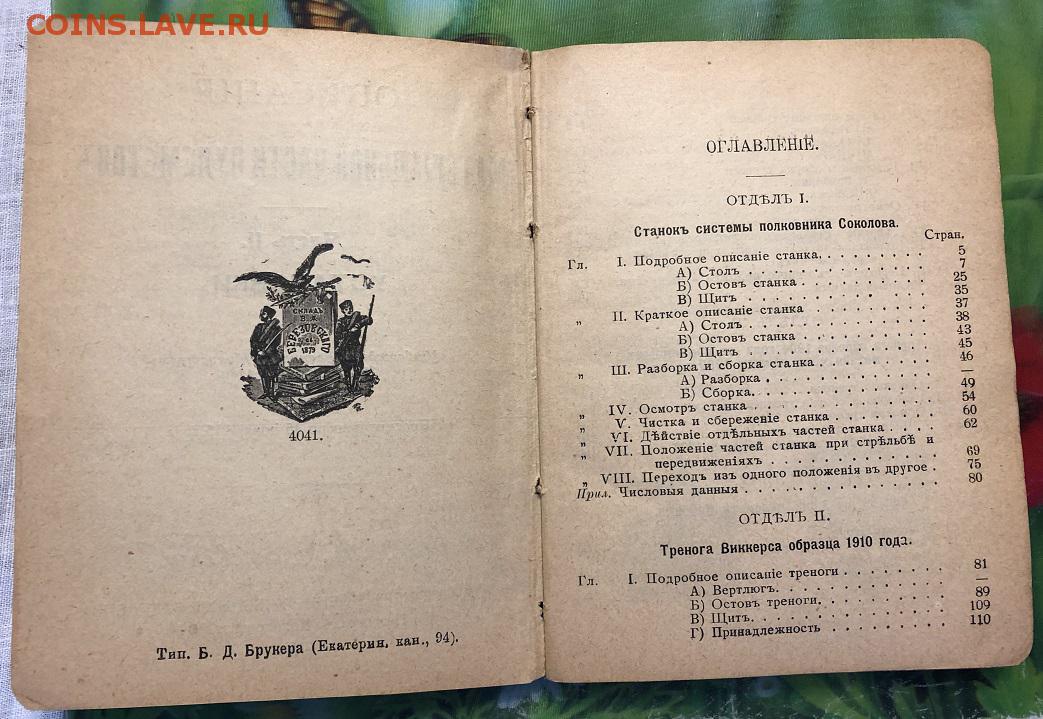 COINS.LAVE.RU
СКЛАДЪ
В. А.
БЕРЕЗОВСКАГО
1879
4041.
Тип. Б. Д. Брукера (Екатерин. кан., 94).
ОГЛАВЛЕНІЕ.
ОТДѢЛЪ I.
Станокъ системы полковника Соколова.
Стран.
Гл. I. Подробное описаніе станка. 5
А) Столъ 7
Б) Остовъ станка 25
В) Щитъ 35
„ II. Краткое описаніе станка 37
А) Столъ 38
Б) Остовъ станка 43
В) Щитъ 45
„ III. Разборка и сборка станка 46
А) Разборка —
Б) Сборка. 49
„ IV. Осмотръ станка 54
„ V. Чистка и сбереженіе станка 60
„ VI. Дѣйствіе отдѣльныхъ частей станка 62
„ VII. Положеніе частей станка при стрѣльбѣ и
передвиженіяхъ 69
„ VIII. Переходъ изъ одного положенія въ другое 75
Прил. Числовыя данныя 80
ОТДѢЛЪ II.
Тренога Виккерса образца 1910 года.
Гл. I. Подробное описаніе треноги 81
А) Вертлюгъ. —
Б) Остовъ треноги. 89
В) Щитъ. 109
Г) Принадлежность 110